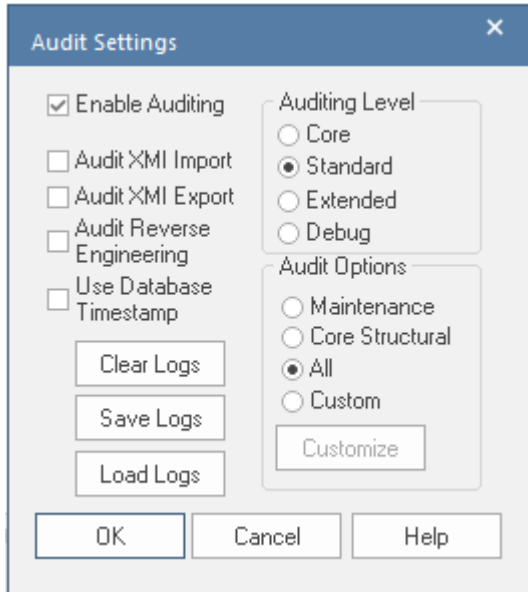 Audit Settings
Enable Auditing
Audit XMI Import
Audit XMI Export
Audit Reverse
Engineering
Use Database
Timestamp
Clear Logs
Save Logs
Load Logs
Auditing Level
Core
Standard
Extended
Debug
Audit Options
Maintenance
Core Structural
All
Custom
Customize
OK
Cancel
Help